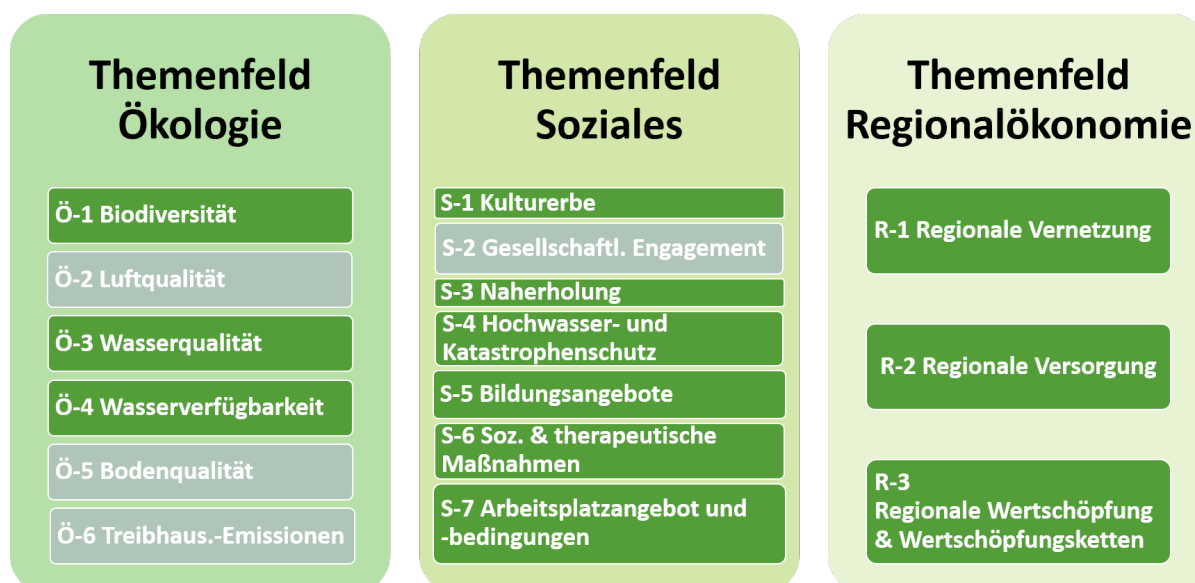 Themenfeld
Ökologie
Ö-1 Biodiversität
Ö-2 Luftqualität
Ö-3 Wasserqualität
Ö-4 Wasserverfügbarkeit
Ö-5 Bodenqualität
Ö-6 Treibhaus.-Emissionen
Themenfeld
Soziales
S-1 Kulturerbe
S-2 Gesellschaftl. Engagement
S-3 Naherholung
S-4 Hochwasser- und
Katastrophenschutz
S-5 Bildungsangebote
S-6 Soz. & therapeutische
Maßnahmen
S-7 Arbeitsplatzangebot und
-bedingungen
Themenfeld
Regionalökonomie
R-1 Regionale Vernetzung
R-2 Regionale Versorgung
R-3
Regionale Wertschöpfung
& Wertschöpfungsketten